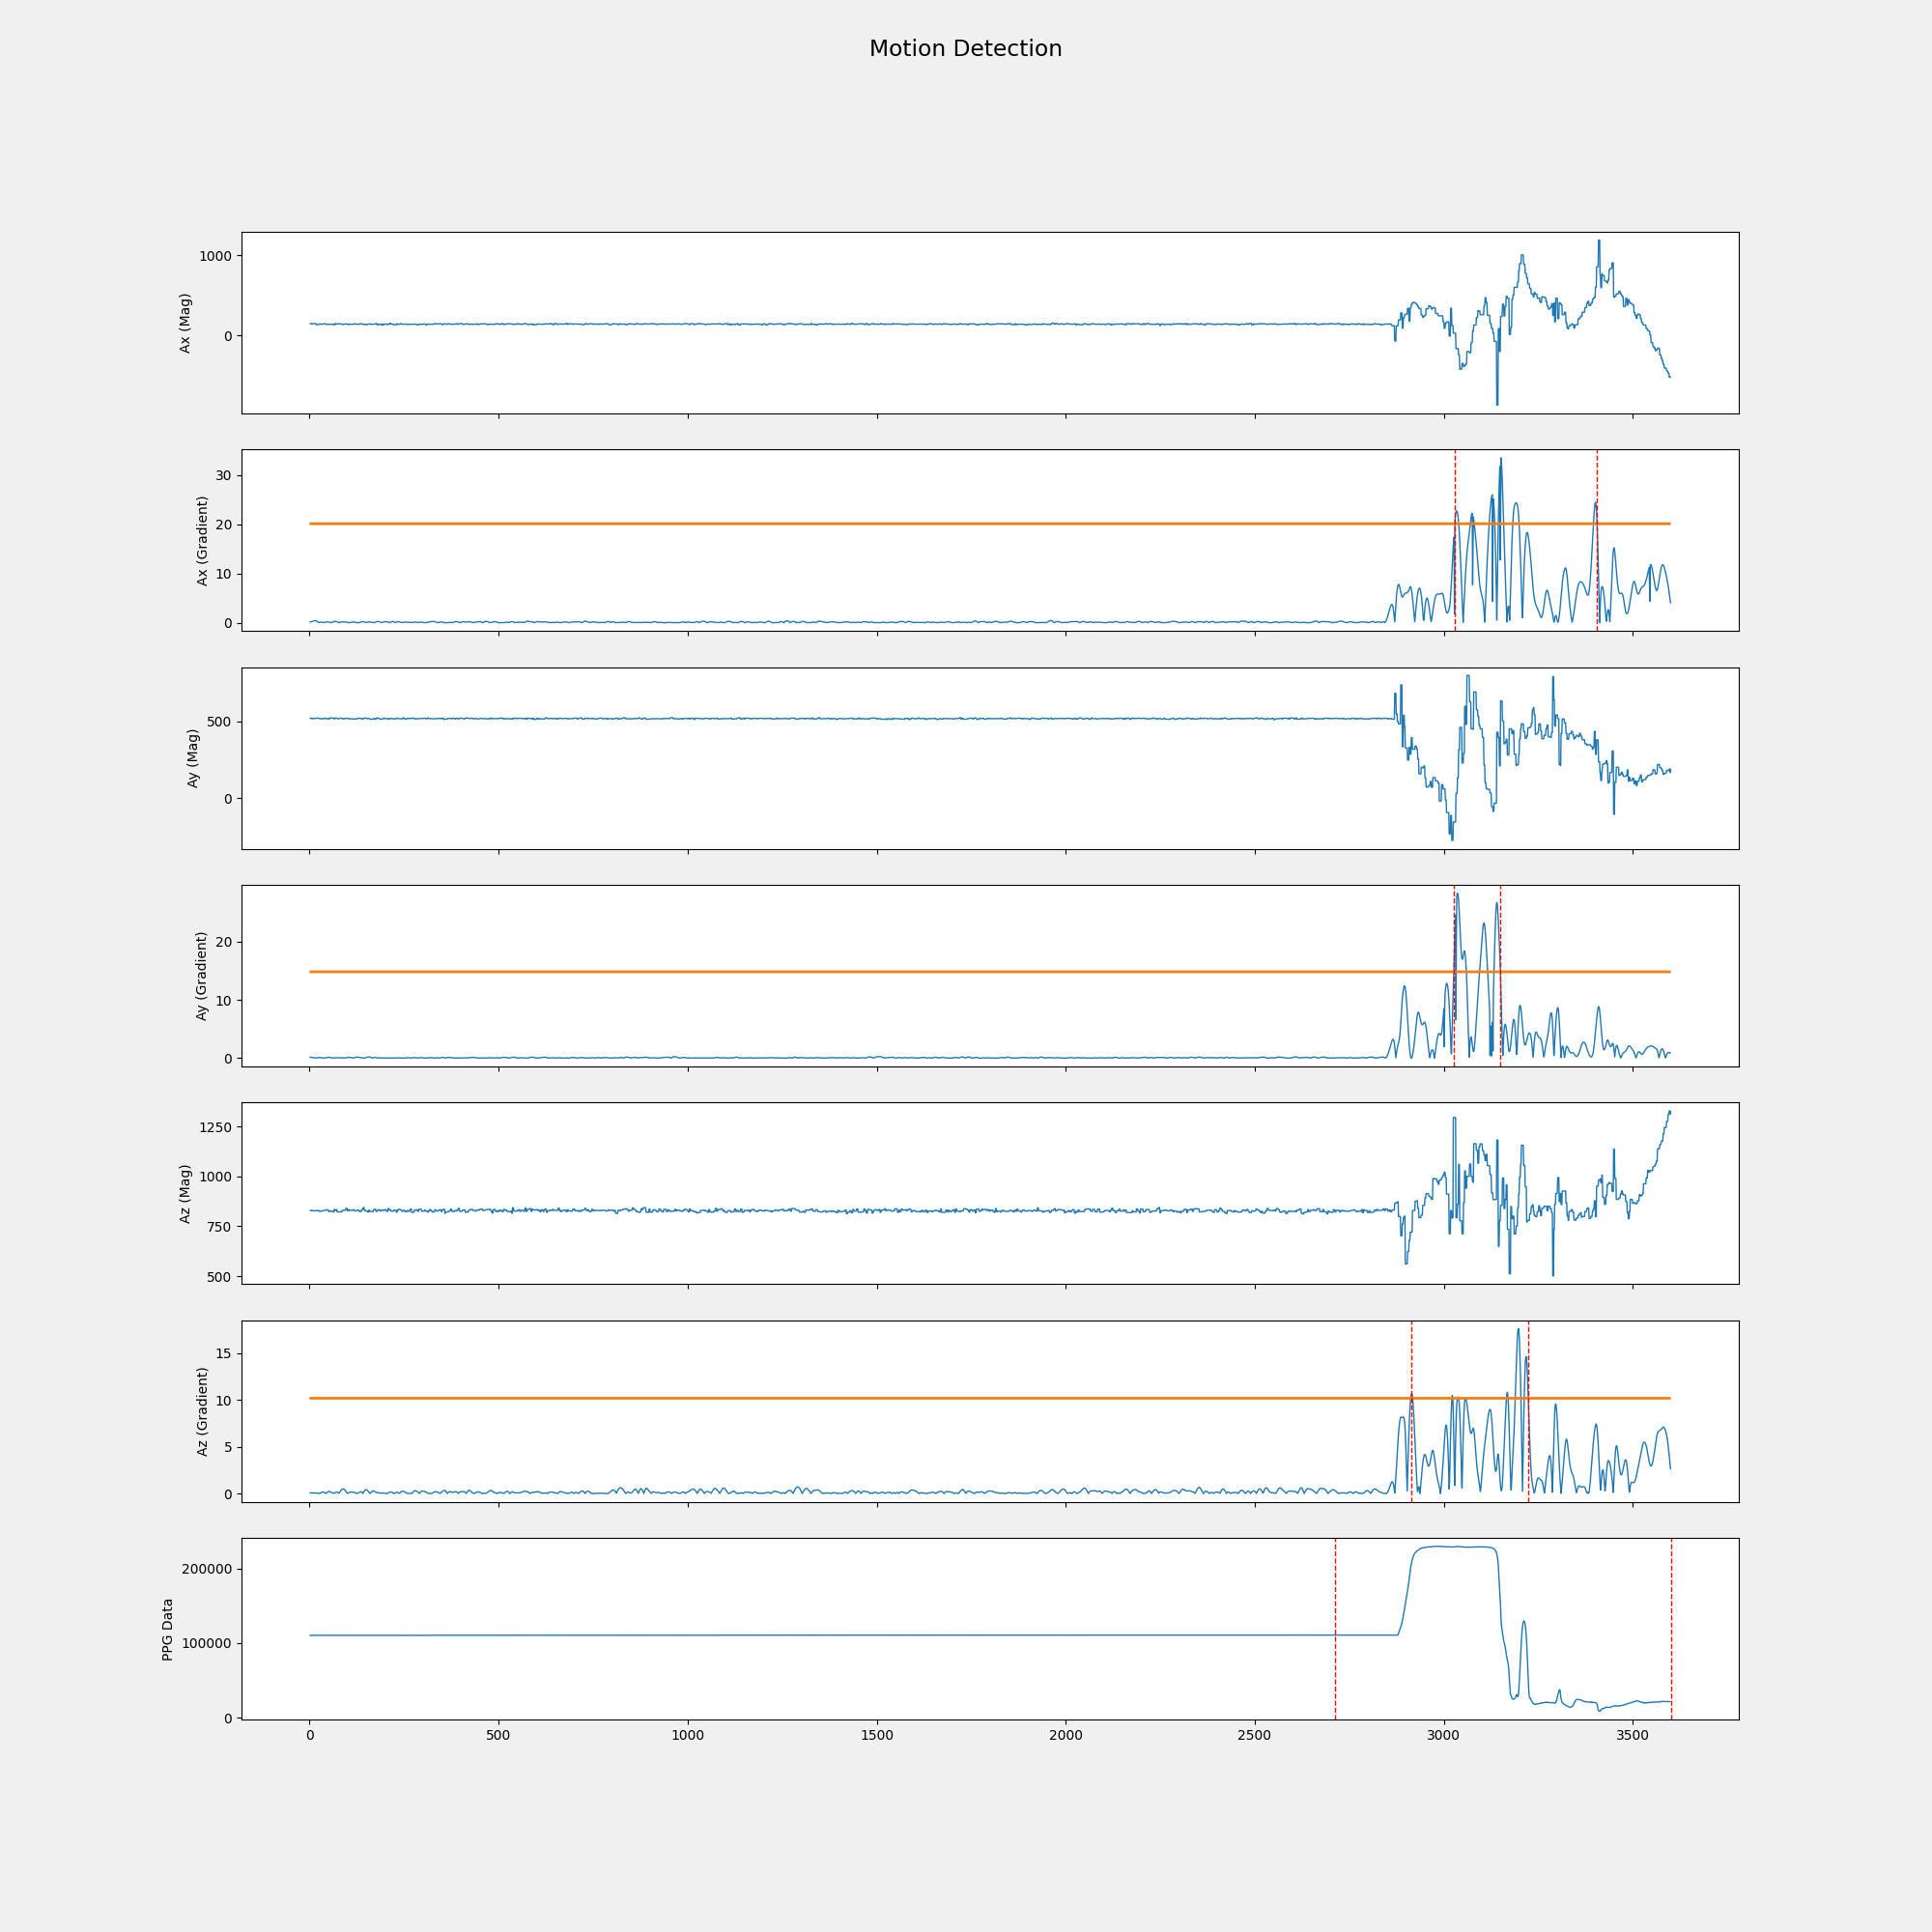 Motion Detection
1000
0
Ax (Mag)
30
20
10
0
Ax (Gradient)
500
0
Ay (Mag)
20
10
0
Ay (Gradient)
1250
1000
750
500
Az (Mag)
15
10
5
0
Az (Gradient)
200000
100000
0
PPG Data
0 500 1000 1500 2000 2500 3000 3500